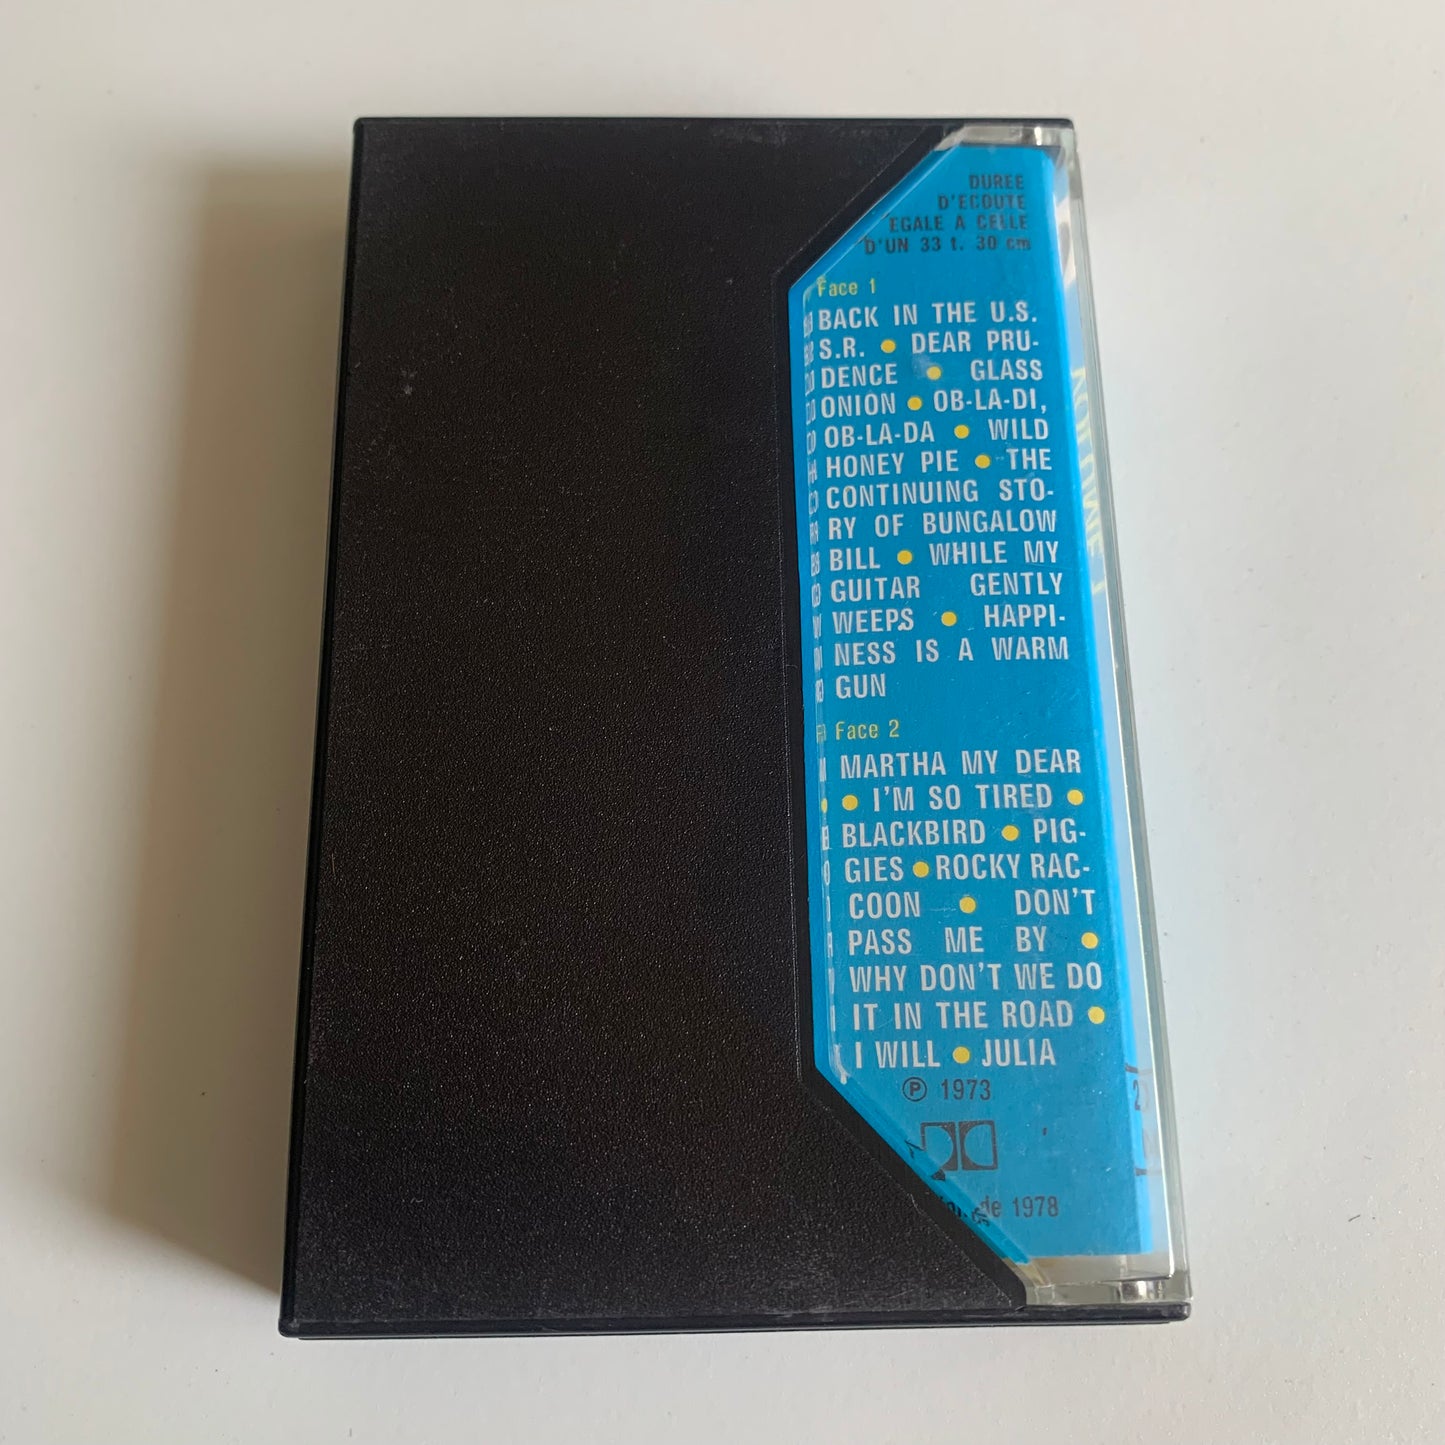 DUREE
D'ECOUTE
EGALE A CELLE
D'UN 33 t. 30 cm
Face 1
BACK IN THE U.S.
S.R. • DEAR PRU-
DENCE • GLASS
ONION • OB-LA-DI,
OB-LA-DA • WILD
HONEY PIE • THE
CONTINUING STO-
RY OF BUNGALOW
BILL • WHILE MY
GUITAR GENTLY
WEEPS • HAPPI-
NESS IS A WARM
GUN
Face 2
MARTHA MY DEAR
• I'M SO TIRED •
BLACKBIRD • PIG-
GIES • ROCKY RAC-
COON • DON'T
PASS ME BY •
WHY DON'T WE DO
IT IN THE ROAD •
I WILL • JULIA
℗ 1973
de 1978